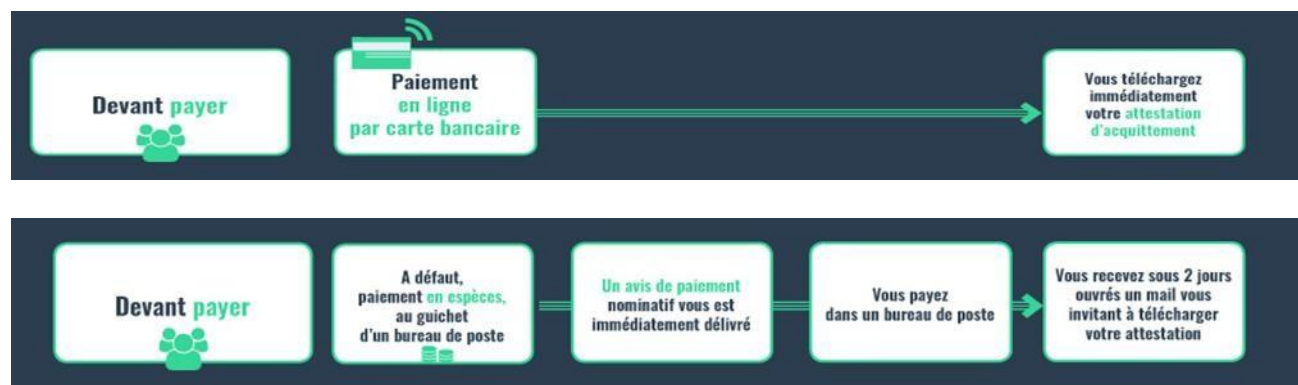 Devant payer
Paiement
en ligne
par carte bancaire
Vous téléchargez
immédiatement
votre attestation
d'acquittement
Devant payer
A défaut,
paiement en espèces,
au guichet
d'un bureau de poste
Un avis de paiement
nominatif vous est
immédiatement délivré
Vous payez
dans un bureau de poste
Vous recevez sous 2 jours
ouvrés un mail vous
invitant à télécharger
votre attestation